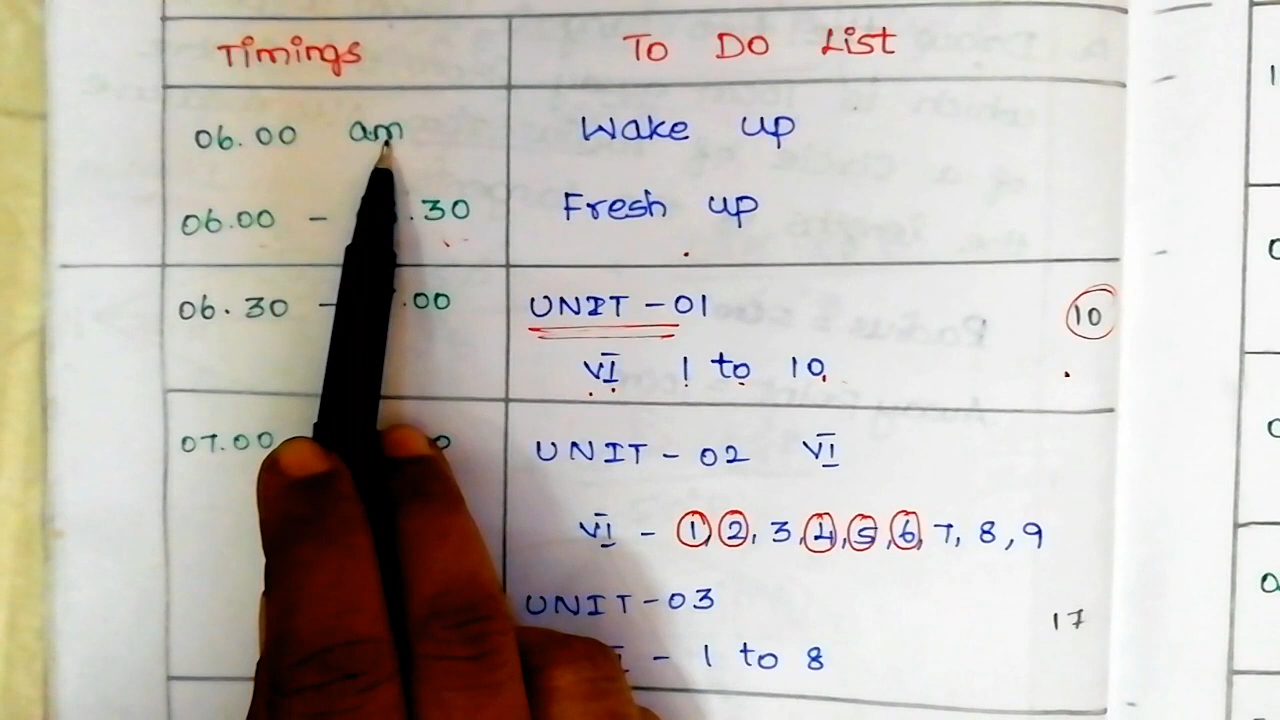 Timings To Do List
06.00 am Wake up
06.00 - .30 Fresh up
06.30 - .00 UNIT-01 10
VI 1 to 10
07.00 0 UNIT-02 VI
VI - 1, 2, 3, 4, 5, 6, 7, 8, 9
UNIT-03
17
I - 1 to 8